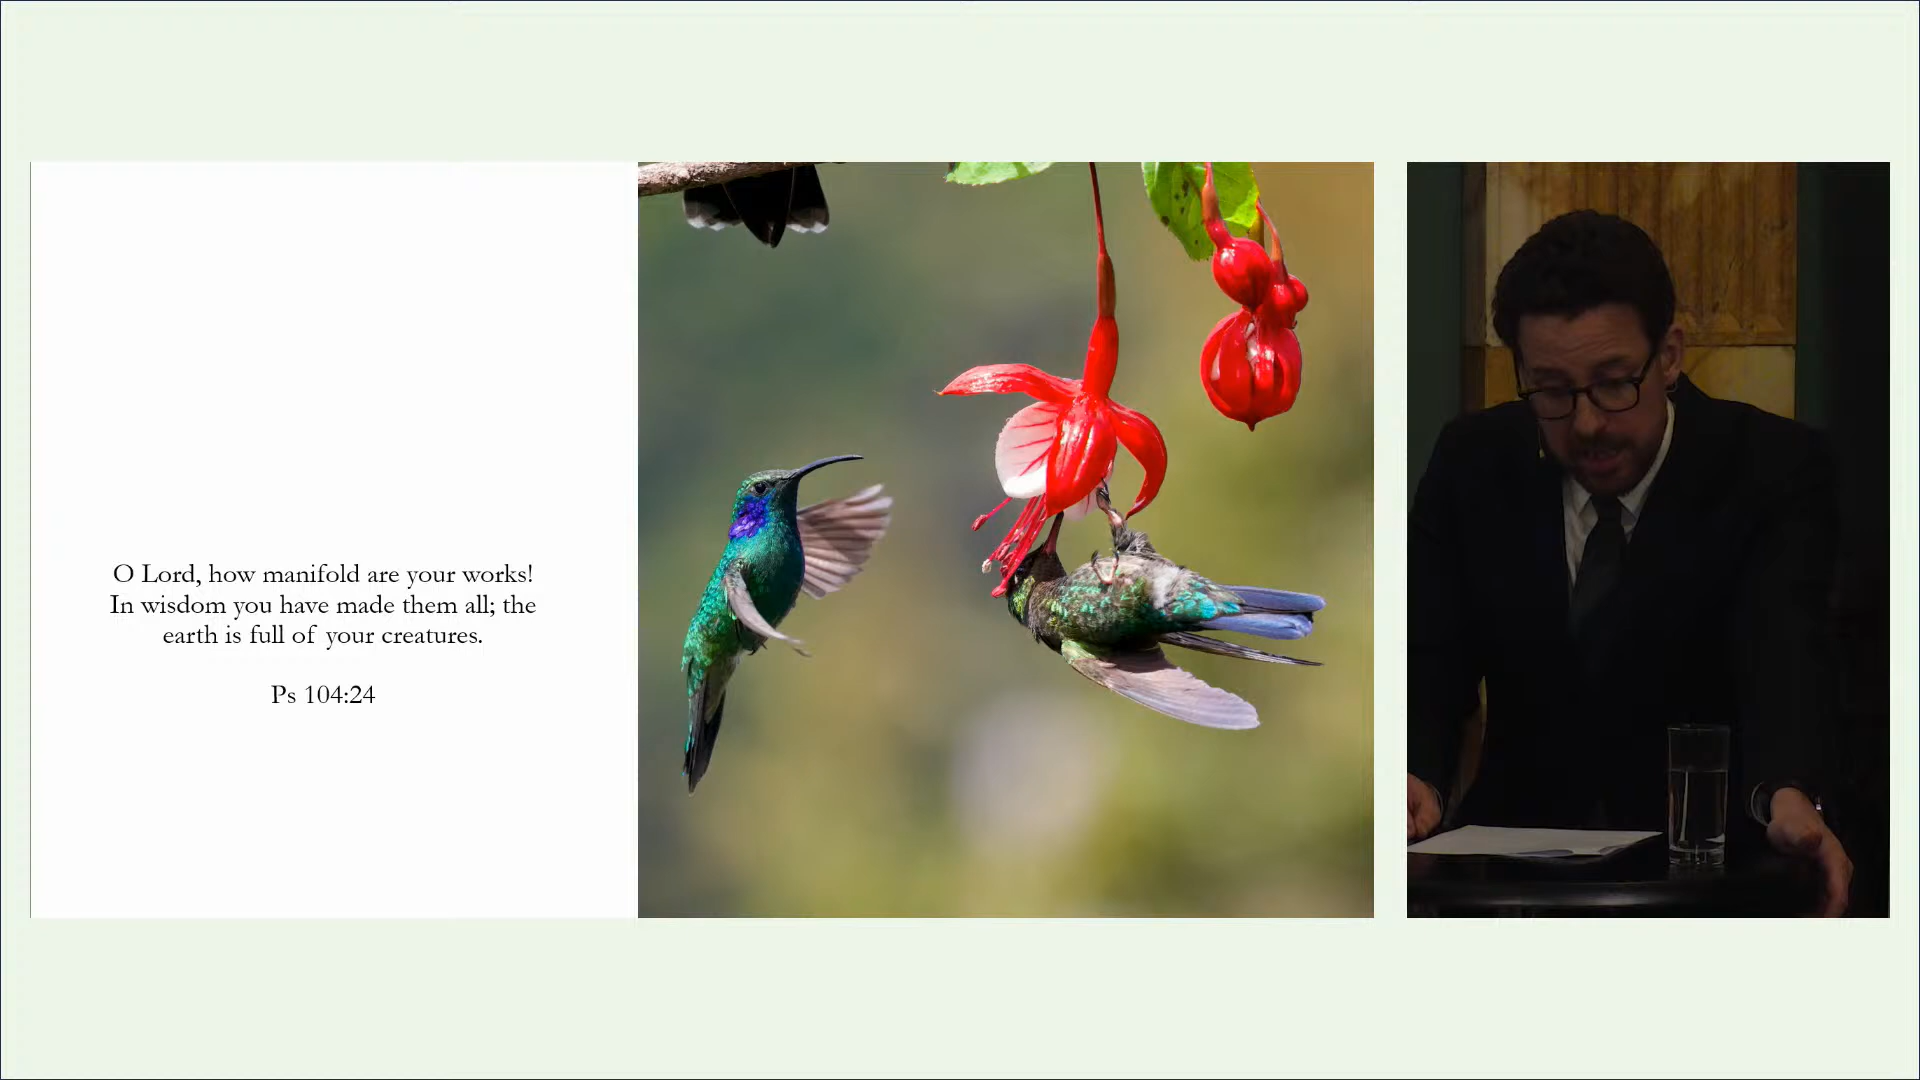 O Lord, how manifold are your works!
In wisdom you have made them all; the
earth is full of your creatures.
Ps 104:24